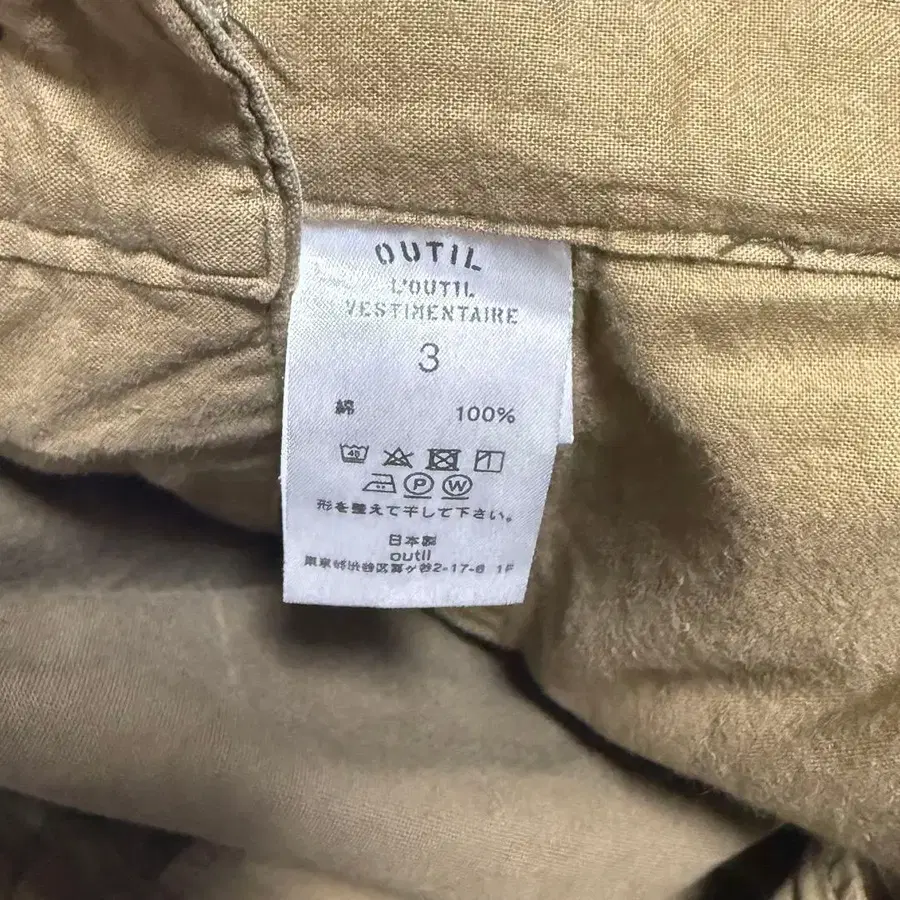 OUTIL
L'OUTIL
VESTIMENTAIRE
3
綿 100%
40
P W
形を整えて干して下さい。
日本製
outil
東京都渋谷区幡ヶ谷2-17-6 1F